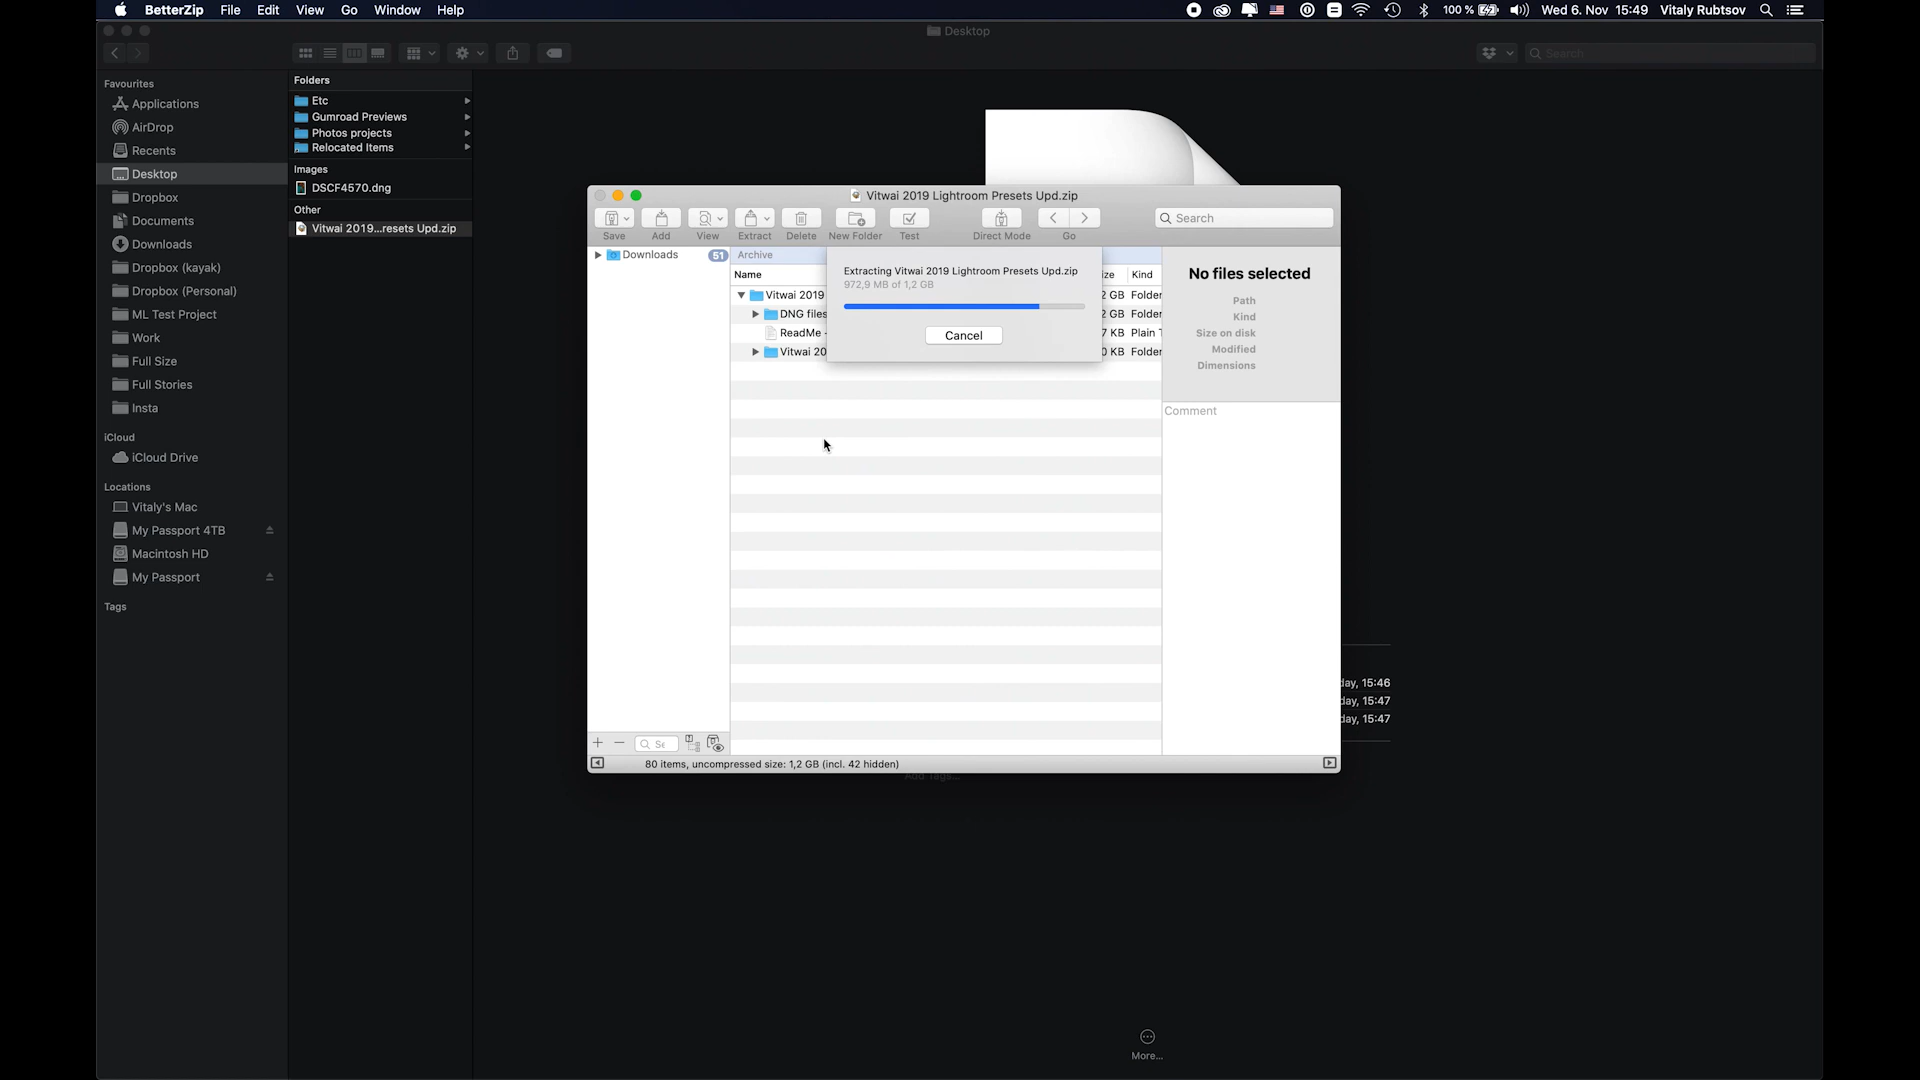 BetterZip File Edit View Go Window Help
100 % Wed 6. Nov 15:49 Vitaly Rubtsov
Desktop
Search
Favourites
Applications
AirDrop
Recents
Desktop
Dropbox
Documents
Downloads
Dropbox (kayak)
Dropbox (Personal)
ML Test Project
Work
Full Size
Full Stories
Insta
iCloud
iCloud Drive
Locations
Vitaly's Mac
My Passport 4TB
Macintosh HD
My Passport
Tags
Folders
Etc
Gumroad Previews
Photos projects
Relocated Items
Images
DSCF4570.dng
Other
Vitwai 2019...resets Upd.zip
Vitwai 2019 Lightroom Presets Upd.zip
Search
Save Add View Extract Delete New Folder Test Direct Mode Go
Downloads 51
Archive
Name ize Kind
Vitwai 2019 2 GB Folder
DNG files 2 GB Folder
ReadMe - 7 KB Plain T
Vitwai 20 0 KB Folder
Extracting Vitwai 2019 Lightroom Presets Upd.zip
972,9 MB of 1,2 GB
Cancel
No files selected
Path
Kind
Size on disk
Modified
Dimensions
Comment
Se
80 items, uncompressed size: 1,2 GB (incl. 42 hidden)
day, 15:46
day, 15:47
day, 15:47
Add Tags...
More...